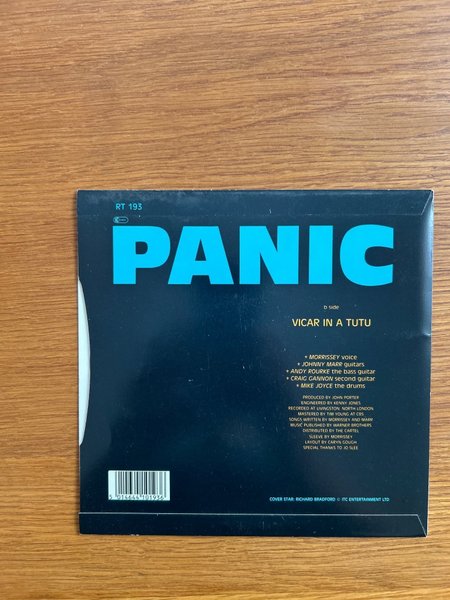 RT 193
PANIC
b side
VICAR IN A TUTU
+ MORRISSEY voice
+ JOHNNY MARR guitars
+ ANDY ROURKE the bass guitar
+ CRAIG GANNON second guitar
+ MIKE JOYCE the drums
PRODUCED BY JOHN PORTER
ENGINEERED BY KENNY JONES
RECORDED AT LIVINGSTON, NORTH LONDON
MASTERED BY TIM YOUNG AT CBS
SONGS WRITTEN BY MORRISSEY AND MARR
MUSIC PUBLISHED BY WARNER BROTHERS
DISTRIBUTED BY THE CARTEL
SLEEVE BY MORRISSEY
LAYOUT BY CARYN GOUGH
SPECIAL THANKS TO JO SLEE
5 014644 101936
COVER STAR: RICHARD BRADFORD © ITC ENTERTAINMENT LTD